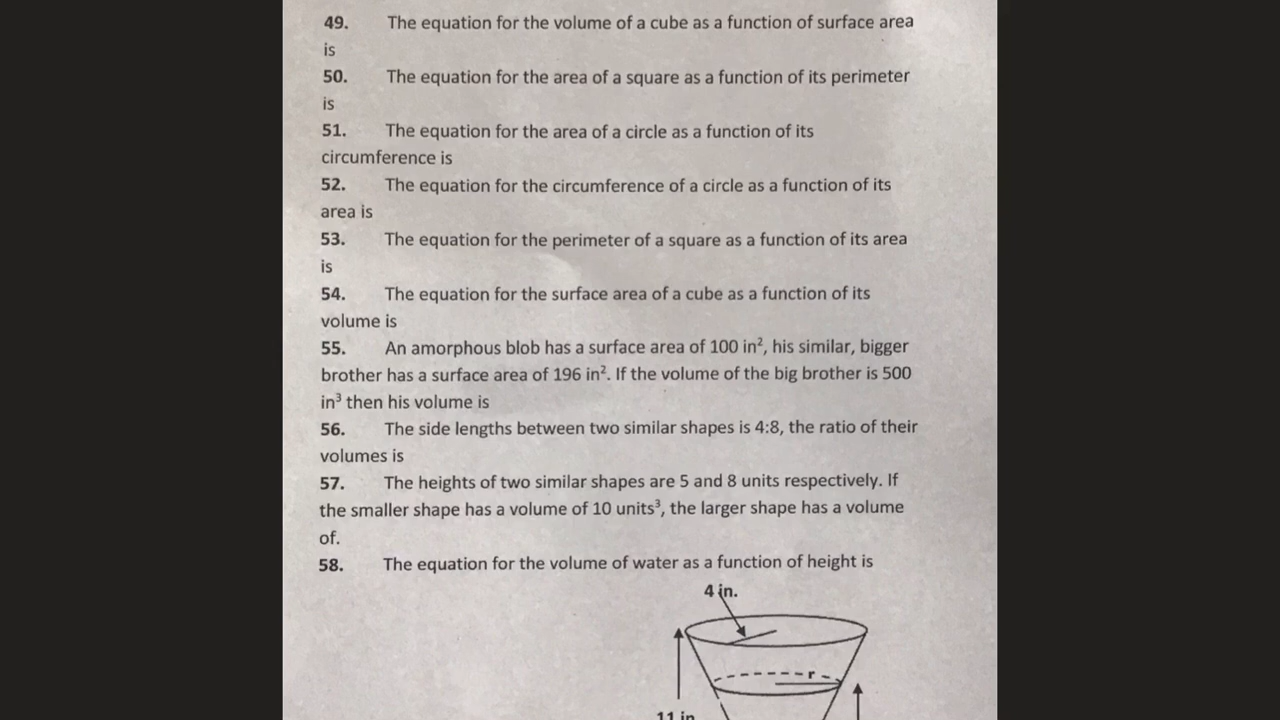 49. The equation for the volume of a cube as a function of surface area
is
50. The equation for the area of a square as a function of its perimeter
is
51. The equation for the area of a circle as a function of its
circumference is
52. The equation for the circumference of a circle as a function of its
area is
53. The equation for the perimeter of a square as a function of its area
is
54. The equation for the surface area of a cube as a function of its
volume is
55. An amorphous blob has a surface area of 100 in², his similar, bigger
brother has a surface area of 196 in². If the volume of the big brother is 500
in³ then his volume is
56. The side lengths between two similar shapes is 4:8, the ratio of their
volumes is
57. The heights of two similar shapes are 5 and 8 units respectively. If
the smaller shape has a volume of 10 units³, the larger shape has a volume
of.
58. The equation for the volume of water as a function of height is
4 in.
r
11 in